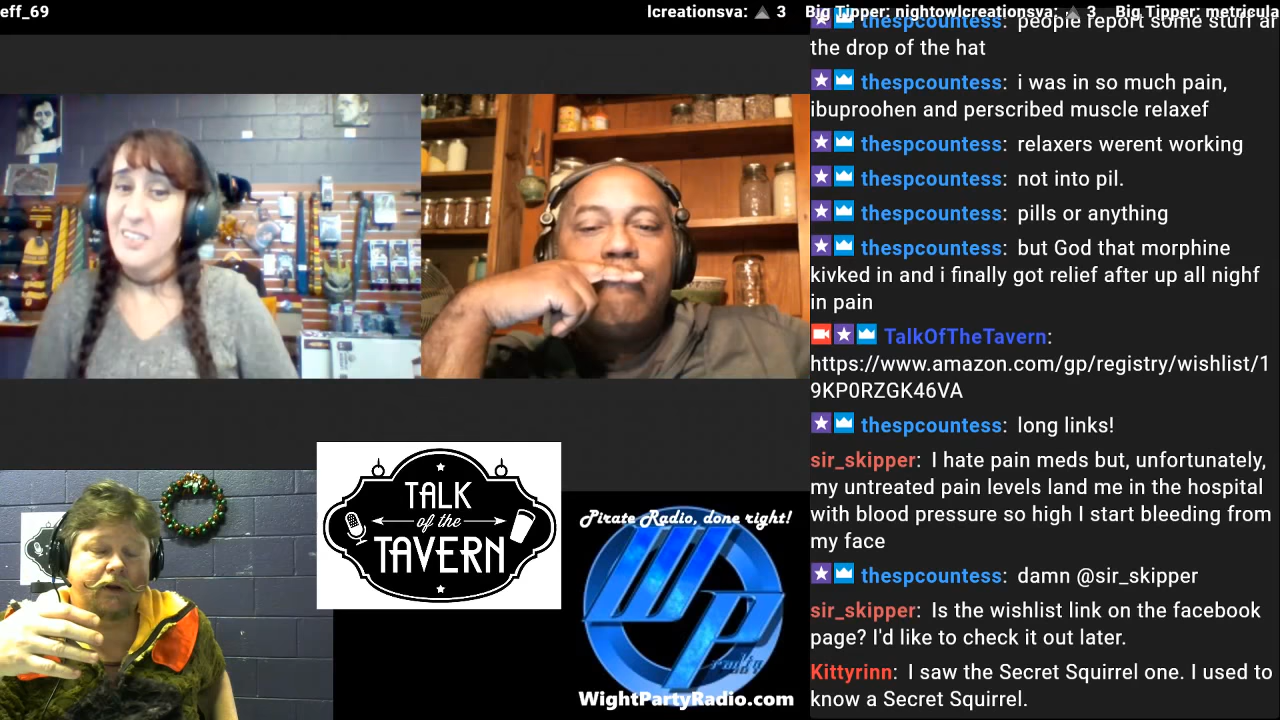 eff_69
lcreationsva: 3
Big Tipper: nightowlcreationsva: 3
Big Tipper: metricula
thespcountess: people report some stuff at
the drop of the hat
thespcountess: i was in so much pain,
ibuproohen and perscribed muscle relaxef
thespcountess: relaxers werent working
thespcountess: not into pil.
thespcountess: pills or anything
thespcountess: but God that morphine
kivked in and i finally got relief after up all nighf
in pain
TalkOfTheTavern:
https://www.amazon.com/gp/registry/wishlist/1
9KP0RZGK46VA
thespcountess: long links!
sir_skipper: I hate pain meds but, unfortunately,
my untreated pain levels land me in the hospital
with blood pressure so high I start bleeding from
my face
thespcountess: damn @sir_skipper
sir_skipper: Is the wishlist link on the facebook
page? I'd like to check it out later.
Kittyrinn: I saw the Secret Squirrel one. I used to
know a Secret Squirrel.
TALK
of the
TAVERN
Pirate Radio, done right!
WP
radio
WightPartyRadio.com